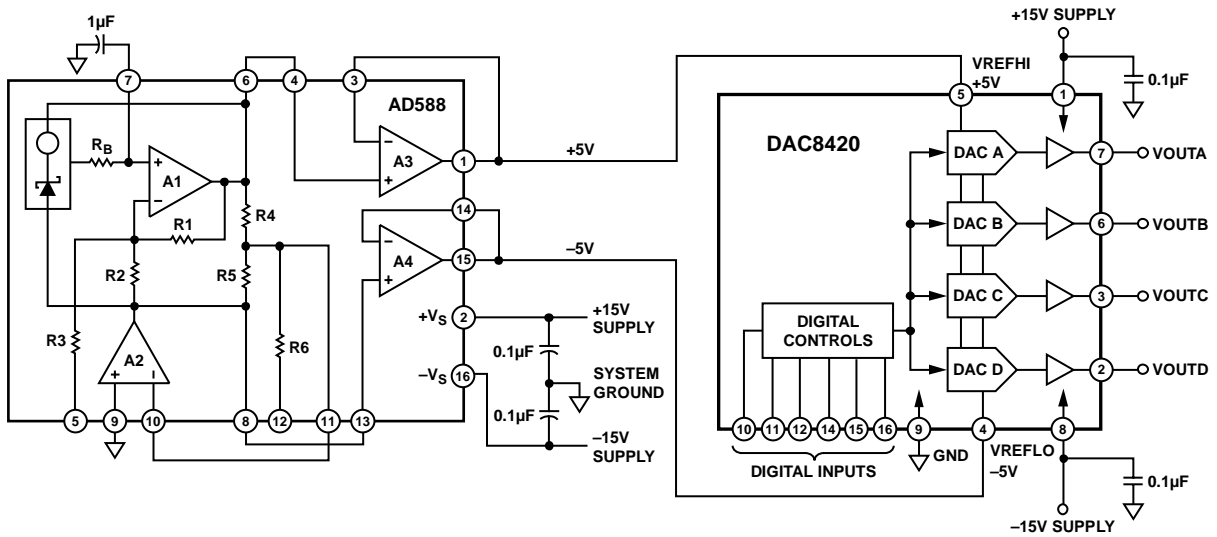 1µF
7
6
4
3
AD588
RB
A1
+
−
R1
R4
R2
R5
R3
A2
+
−
R6
−
A3
+
1
+5V
14
−
A4
+
15
−5V
+VS
2
+15V
SUPPLY
0.1µF
SYSTEM
GROUND
0.1µF
−VS
16
−15V
SUPPLY
5
9
10
8
12
11
13
+15V SUPPLY
0.1µF
VREFHI
+5V
5
1
DAC8420
DAC A
7
VOUTA
DAC B
6
VOUTB
DAC C
3
VOUTC
DAC D
2
VOUTD
DIGITAL
CONTROLS
10
11
12
14
15
16
9
4
8
DIGITAL INPUTS
GND
VREFLO
−5V
0.1µF
−15V SUPPLY